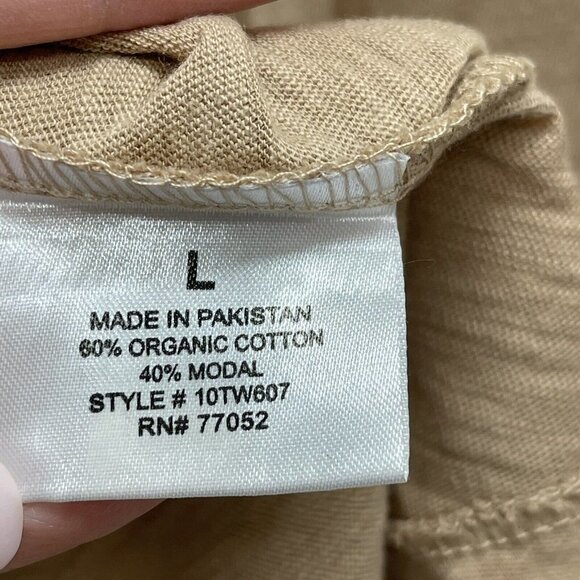 L
MADE IN PAKISTAN
60% ORGANIC COTTON
40% MODAL
STYLE # 10TW607
RN# 77052